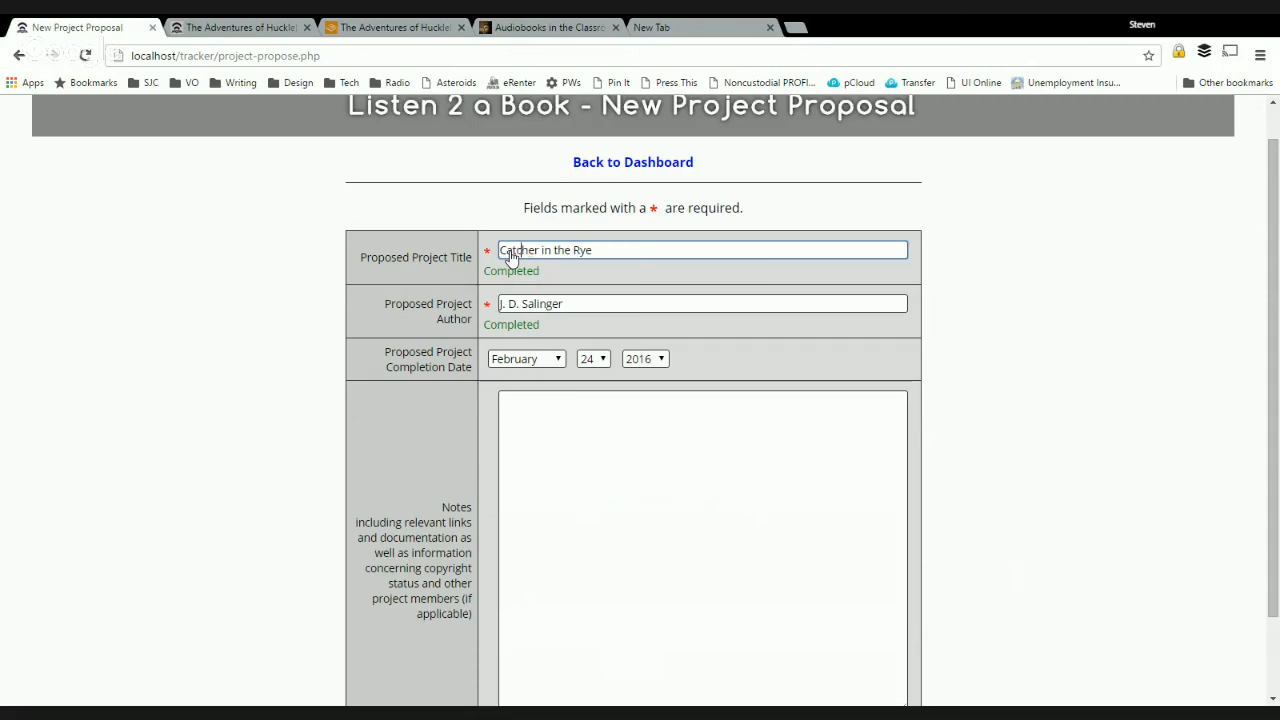 Steven
New Project Proposal
The Adventures of Huckle
The Adventures of Huckle
Audiobooks in the Classro
New Tab
localhost/tracker/project-propose.php
Apps
Bookmarks
SJC
VO
Writing
Design
Tech
Radio
Asteroids
eRenter
PWs
Pin It
Press This
Noncustodial PROFI...
pCloud
Transfer
UI Online
Unemployment Insu...
Other bookmarks
Listen 2 a Book - New Project Proposal
Back to Dashboard
Fields marked with a * are required.
Proposed Project Title
* Catcher in the Rye
Completed
Proposed Project
Author
* J. D. Salinger
Completed
Proposed Project
Completion Date
February 24 2016
Notes
including relevant links
and documentation as
well as information
concerning copyright
status and other
project members (if
applicable)